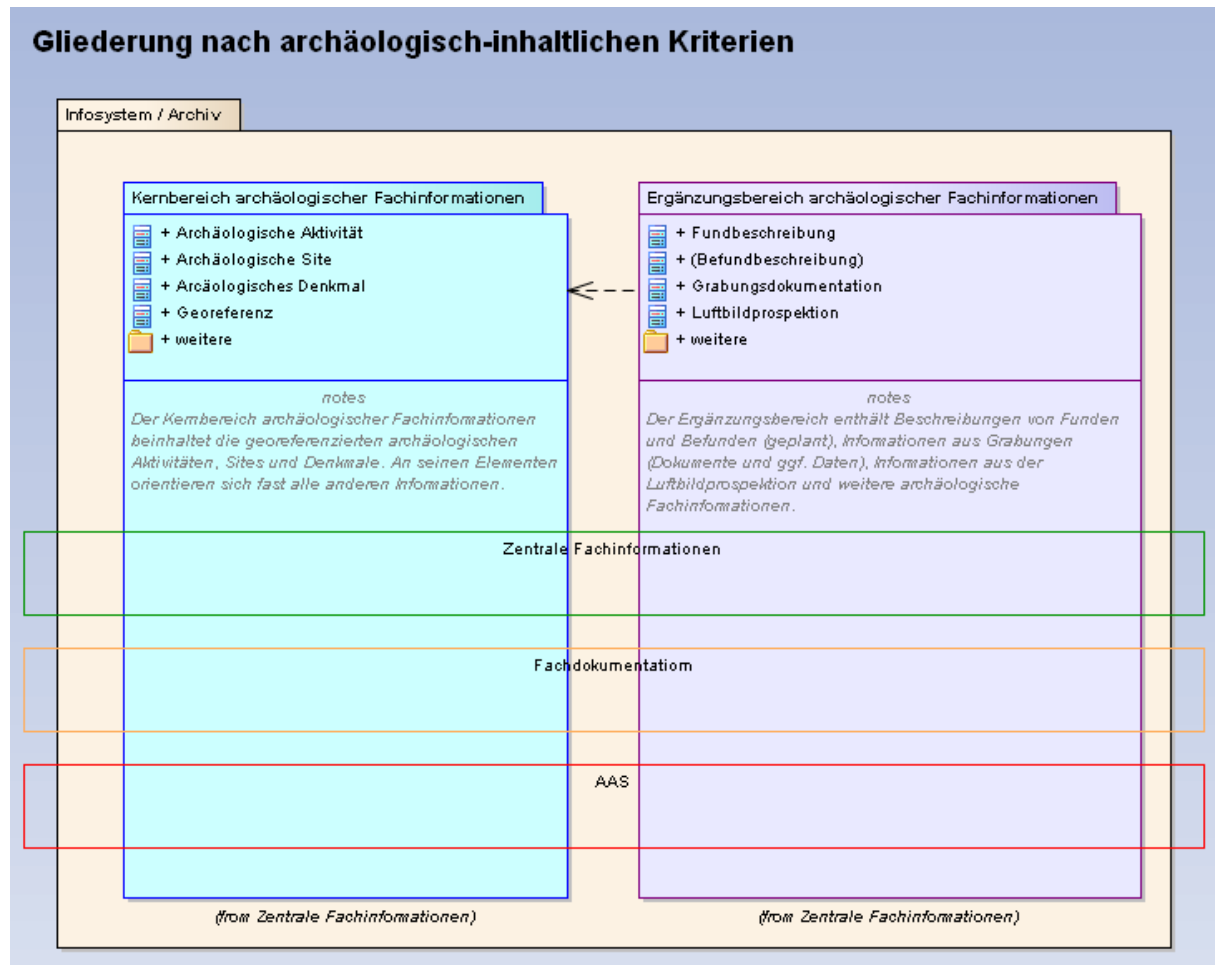 Gliederung nach archäologisch-inhaltlichen Kriterien
Infosystem / Archiv
Kernbereich archäologischer Fachinformationen
+ Archäologische Aktivität
+ Archäologische Site
+ Arcäologisches Denkmal
+ Georeferenz
+ weitere
notes
Der Kernbereich archäologischer Fachinformationen
beinhaltet die georeferenzierten archäologischen
Aktivitäten, Sites und Denkmale. An seinen Elementen
orientieren sich fast alle anderen Informationen.
Ergänzungsbereich archäologischer Fachinformationen
+ Fundbeschreibung
+ (Befundbeschreibung)
+ Grabungsdokumentation
+ Luftbildprospektion
+ weitere
notes
Der Ergänzungsbereich enthält Beschreibungen von Funden
und Befunden (geplant), Informationen aus Grabungen
(Dokumente und ggf. Daten), Informationen aus der
Luftbildprospektion und weitere archäologische
Fachinformationen.
Zentrale Fachinformationen
Fachdokumentatiom
AAS
(from Zentrale Fachinformationen)
(from Zentrale Fachinformationen)